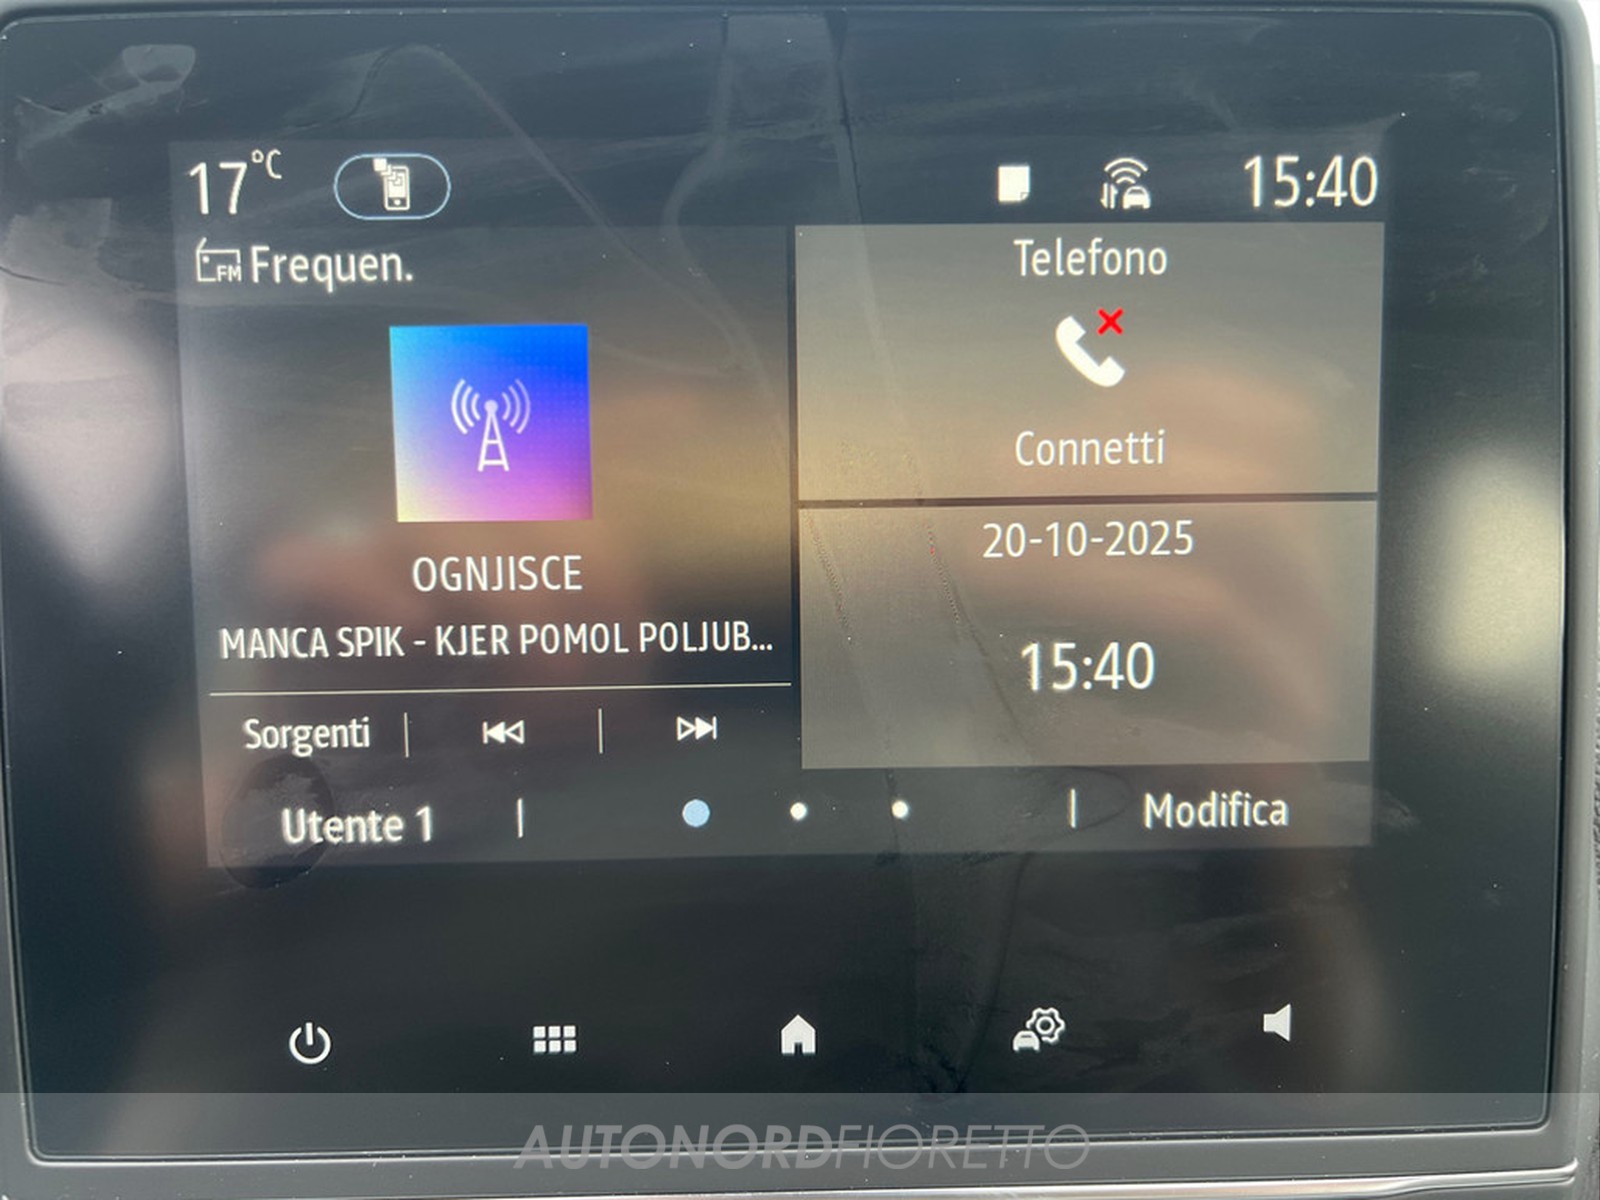 17°C
15:40
FM Frequen.
OGNJISCE
MANCA SPIK - KJER POMOL POLJUB...
Sorgenti
Telefono
Connetti
20-10-2025
15:40
Utente 1
Modifica
AUTONORDFIORETTO